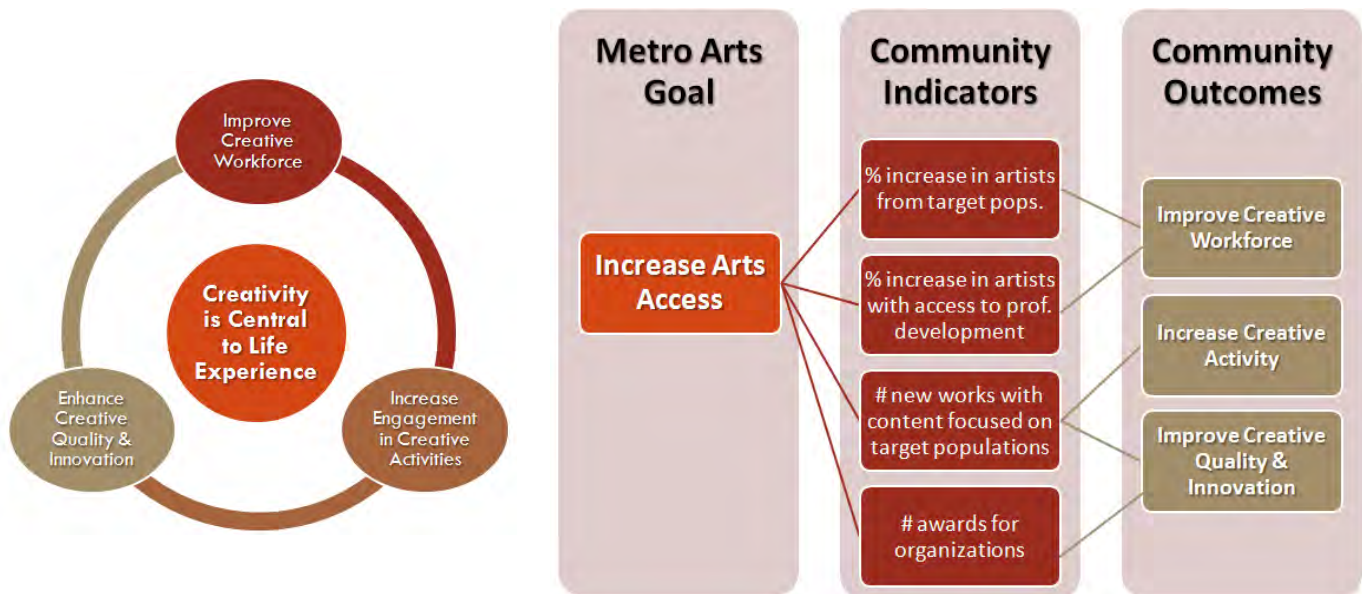 Improve
Creative
Workforce
Creativity
is Central
to Life
Experience
Enhance
Creative
Quality &
Innovation
Increase
Engagement
in Creative
Activities
Metro Arts
Goal
Increase Arts
Access
Community
Indicators
% increase in artists
from target pops.
% increase in artists
with access to prof.
development
# new works with
content focused on
target populations
# awards for
organizations
Community
Outcomes
Improve Creative
Workforce
Increase Creative
Activity
Improve Creative
Quality &
Innovation